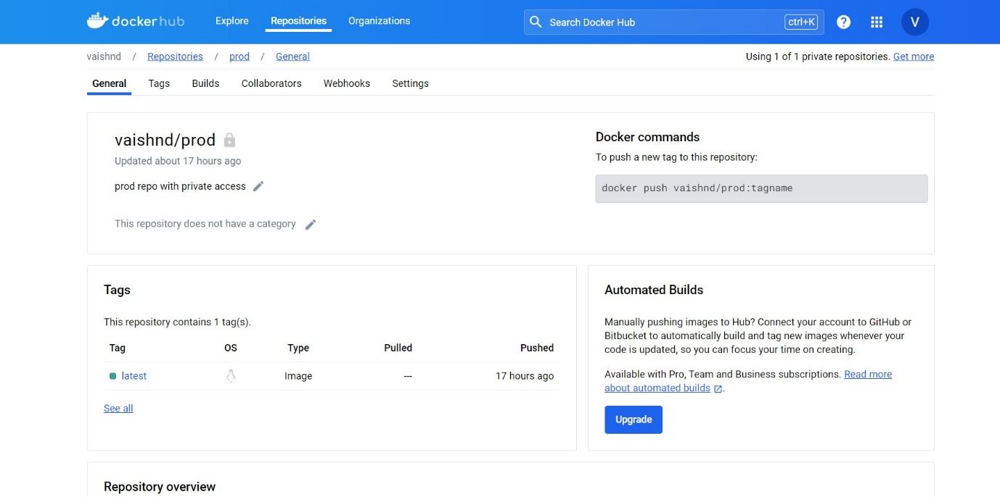 dockerhub Explore Repositories Organizations Search Docker Hub ctrl+K ? V
vaishnd / Repositories / prod / General Using 1 of 1 private repositories. Get more
General Tags Builds Collaborators Webhooks Settings
vaishnd/prod
Updated about 17 hours ago
prod repo with private access
This repository does not have a category
Docker commands
To push a new tag to this repository:
docker push vaishnd/prod:tagname
Tags
This repository contains 1 tag(s).
Tag OS Type Pulled Pushed
latest Image --- 17 hours ago
See all
Automated Builds
Manually pushing images to Hub? Connect your account to GitHub or
Bitbucket to automatically build and tag new images whenever your
code is updated, so you can focus your time on creating.
Available with Pro, Team and Business subscriptions. Read more
about automated builds .
Upgrade
Repository overview